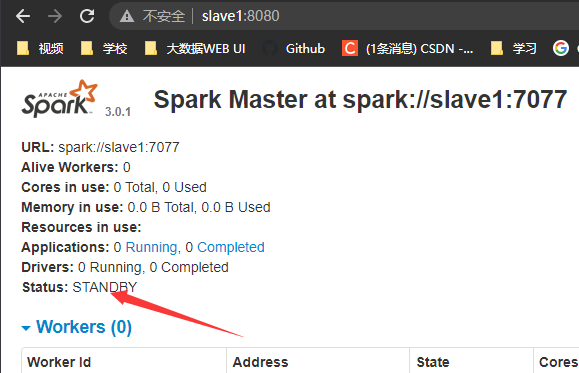 不安全 slave1:8080
视频 学校 大数据WEB UI Github (1条消息) CSDN -... 学习 G
APACHE Spark 3.0.1 Spark Master at spark://slave1:7077
URL: spark://slave1:7077
Alive Workers: 0
Cores in use: 0 Total, 0 Used
Memory in use: 0.0 B Total, 0.0 B Used
Resources in use:
Applications: 0 Running, 0 Completed
Drivers: 0 Running, 0 Completed
Status: STANDBY
Workers (0)
Worker Id Address State Cores